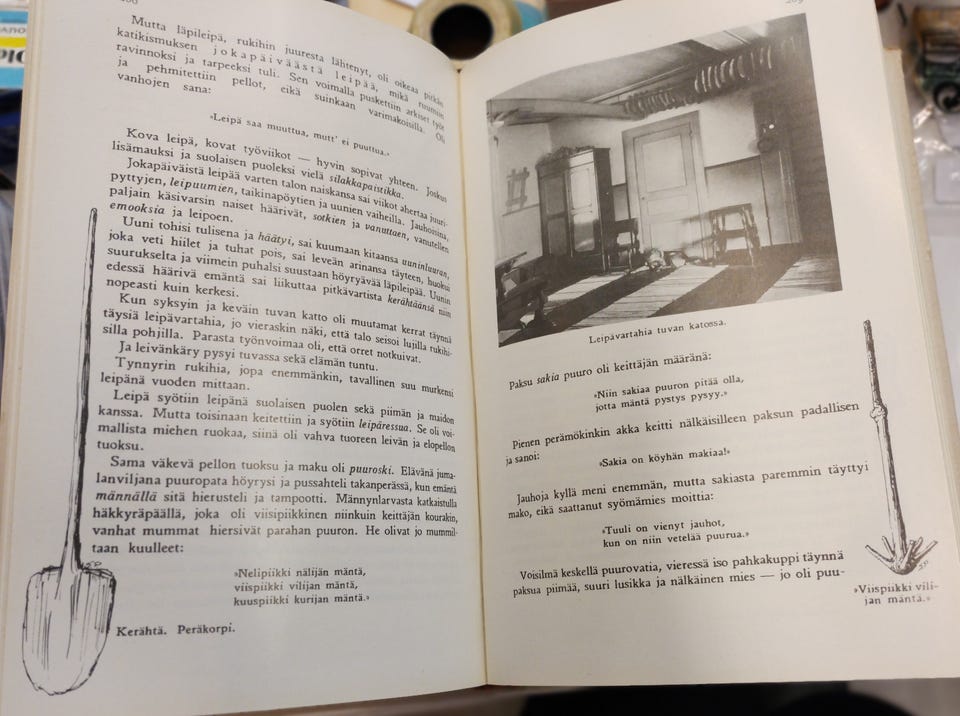 Mutta läpileipä, rukihin juuresta lähtenyt, oli oikeaa pitkän
katikismuksen jokapäiväästä leipää, mikä ruumiin
ravinnoksi ja tarpeeksi tuli. Sen voimalla puskettiin arkiset työt
ja pehmitettiin pellot, eikä suinkaan varimakoisilla. Oli
vanhojen sana:
»Leipä saa muuttua, mutt' ei puuttua.»
Kova leipä, kovat työviikot — hyvin sopivat yhteen. Joskus
lisämauksi ja suolaisen puoleksi vielä silakkapaistikka.
Jokapäiväistä leipää varten talon naiskansa sai viikot ahertaa juuri-
pyttyjen, leipuumien, taikinapöytien ja uunien vaiheilla. Jauhoisina,
paljain käsivarsin naiset häärivät, sotkien ja vanuttaen, vanutellen
emooksia ja leipoen.
Uuni tohisi tulisena ja häätyi, sai kuumaan kitaansa uuninluuran,
joka veti hiilet ja tuhat pois, sai leveän arinansa täyteen, huokui
suurukselta ja viimein puhalsi suustaan höyryävää läpileipää. Uunin
edessä häärivä emäntä sai liikuttaa pitkävartista kerähtäänsä niin
nopeasti kuin kerkesi.
Kun syksyin ja keväin tuvan katto oli muutamat kerrat täynnä
täysiä leipävartahia, jo vieraskin näki, että talo seisoi lujilla rukihi-
silla pohjilla. Parasta työnvoimaa oli, että orret notkuivat.
Ja leivänkäry pysyi tuvassa sekä elämän tuntu.
Tynnyrin rukihia, jopa enemmänkin, tavallinen suu murkensi
leipänä vuoden mittaan.
Leipä syötiin leipänä suolaisen puolen sekä piimän ja maidon
kanssa. Mutta toisinaan keitettiin ja syötiin leipäressua. Se oli voi-
mallista miehen ruokaa, siinä oli vahva tuoreen leivän ja elopellon
tuoksu.
Sama väkevä pellon tuoksu ja maku oli puuroski. Elävänä juma-
lanviljana puuropata höyrysi ja pussahteli takanperässä, kun emäntä
männällä sitä hierusteli ja tampootti. Männynlarvasta katkaistulla
häkkyräpäällä, joka oli viisipiikkinen niinkuin keittäjän kourakin,
vanhat mummat hiersivät parahan puuron. He olivat jo mummil-
taan kuulleet:
»Nelipiikki nälijän mäntä,
viispiikki vilijan mäntä,
kuuspiikki kurijan mäntä.»
Kerähtä. Peräkorpi.
Leipävartahia tuvan katossa.
Paksu sakia puuro oli keittäjän määränä:
»Niin sakiaa puuron pitää olla,
jotta mäntä pystys pysyy.»
Pienen perämökinkin akka keitti nälkäisilleen paksun padallisen
ja sanoi:
»Sakia on köyhän makiaa!»
Jauhoja kyllä meni enemmän, mutta sakiasta paremmin täyttyi
mako, eikä saattanut syömämies moittia:
»Tuuli on vienyt jauhot,
kun on niin vetelää puurua.»
Voisilmä keskellä puurovatia, vieressä iso pahkakuppi täynnä
paksua piimää, suuri lusikka ja nälkäinen mies — jo oli puu-
»Viispiikki vili-
jan mäntä.»